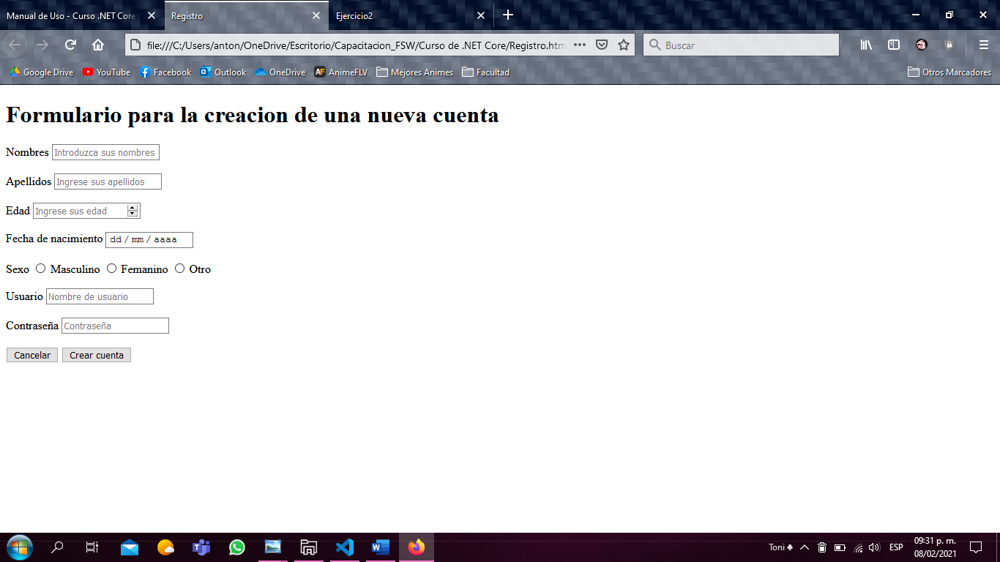 Manual de Uso - Curso .NET Core
Registro
Ejercicio2
file:///C:/Users/anton/OneDrive/Escritorio/Capacitacion_FSW/Curso de .NET Core/Registro.htm
Buscar
Google Drive
YouTube
Facebook
Outlook
OneDrive
AF AnimeFLV
Mejores Animes
Facultad
Otros Marcadores
Formulario para la creacion de una nueva cuenta
Nombres Introduzca sus nombres
Apellidos Ingrese sus apellidos
Edad Ingrese sus edad
Fecha de nacimiento dd / mm / aaaa
Sexo Masculino Femanino Otro
Usuario Nombre de usuario
Contraseña Contraseña
Cancelar Crear cuenta
Toni
ESP
09:31 p. m.
08/02/2021